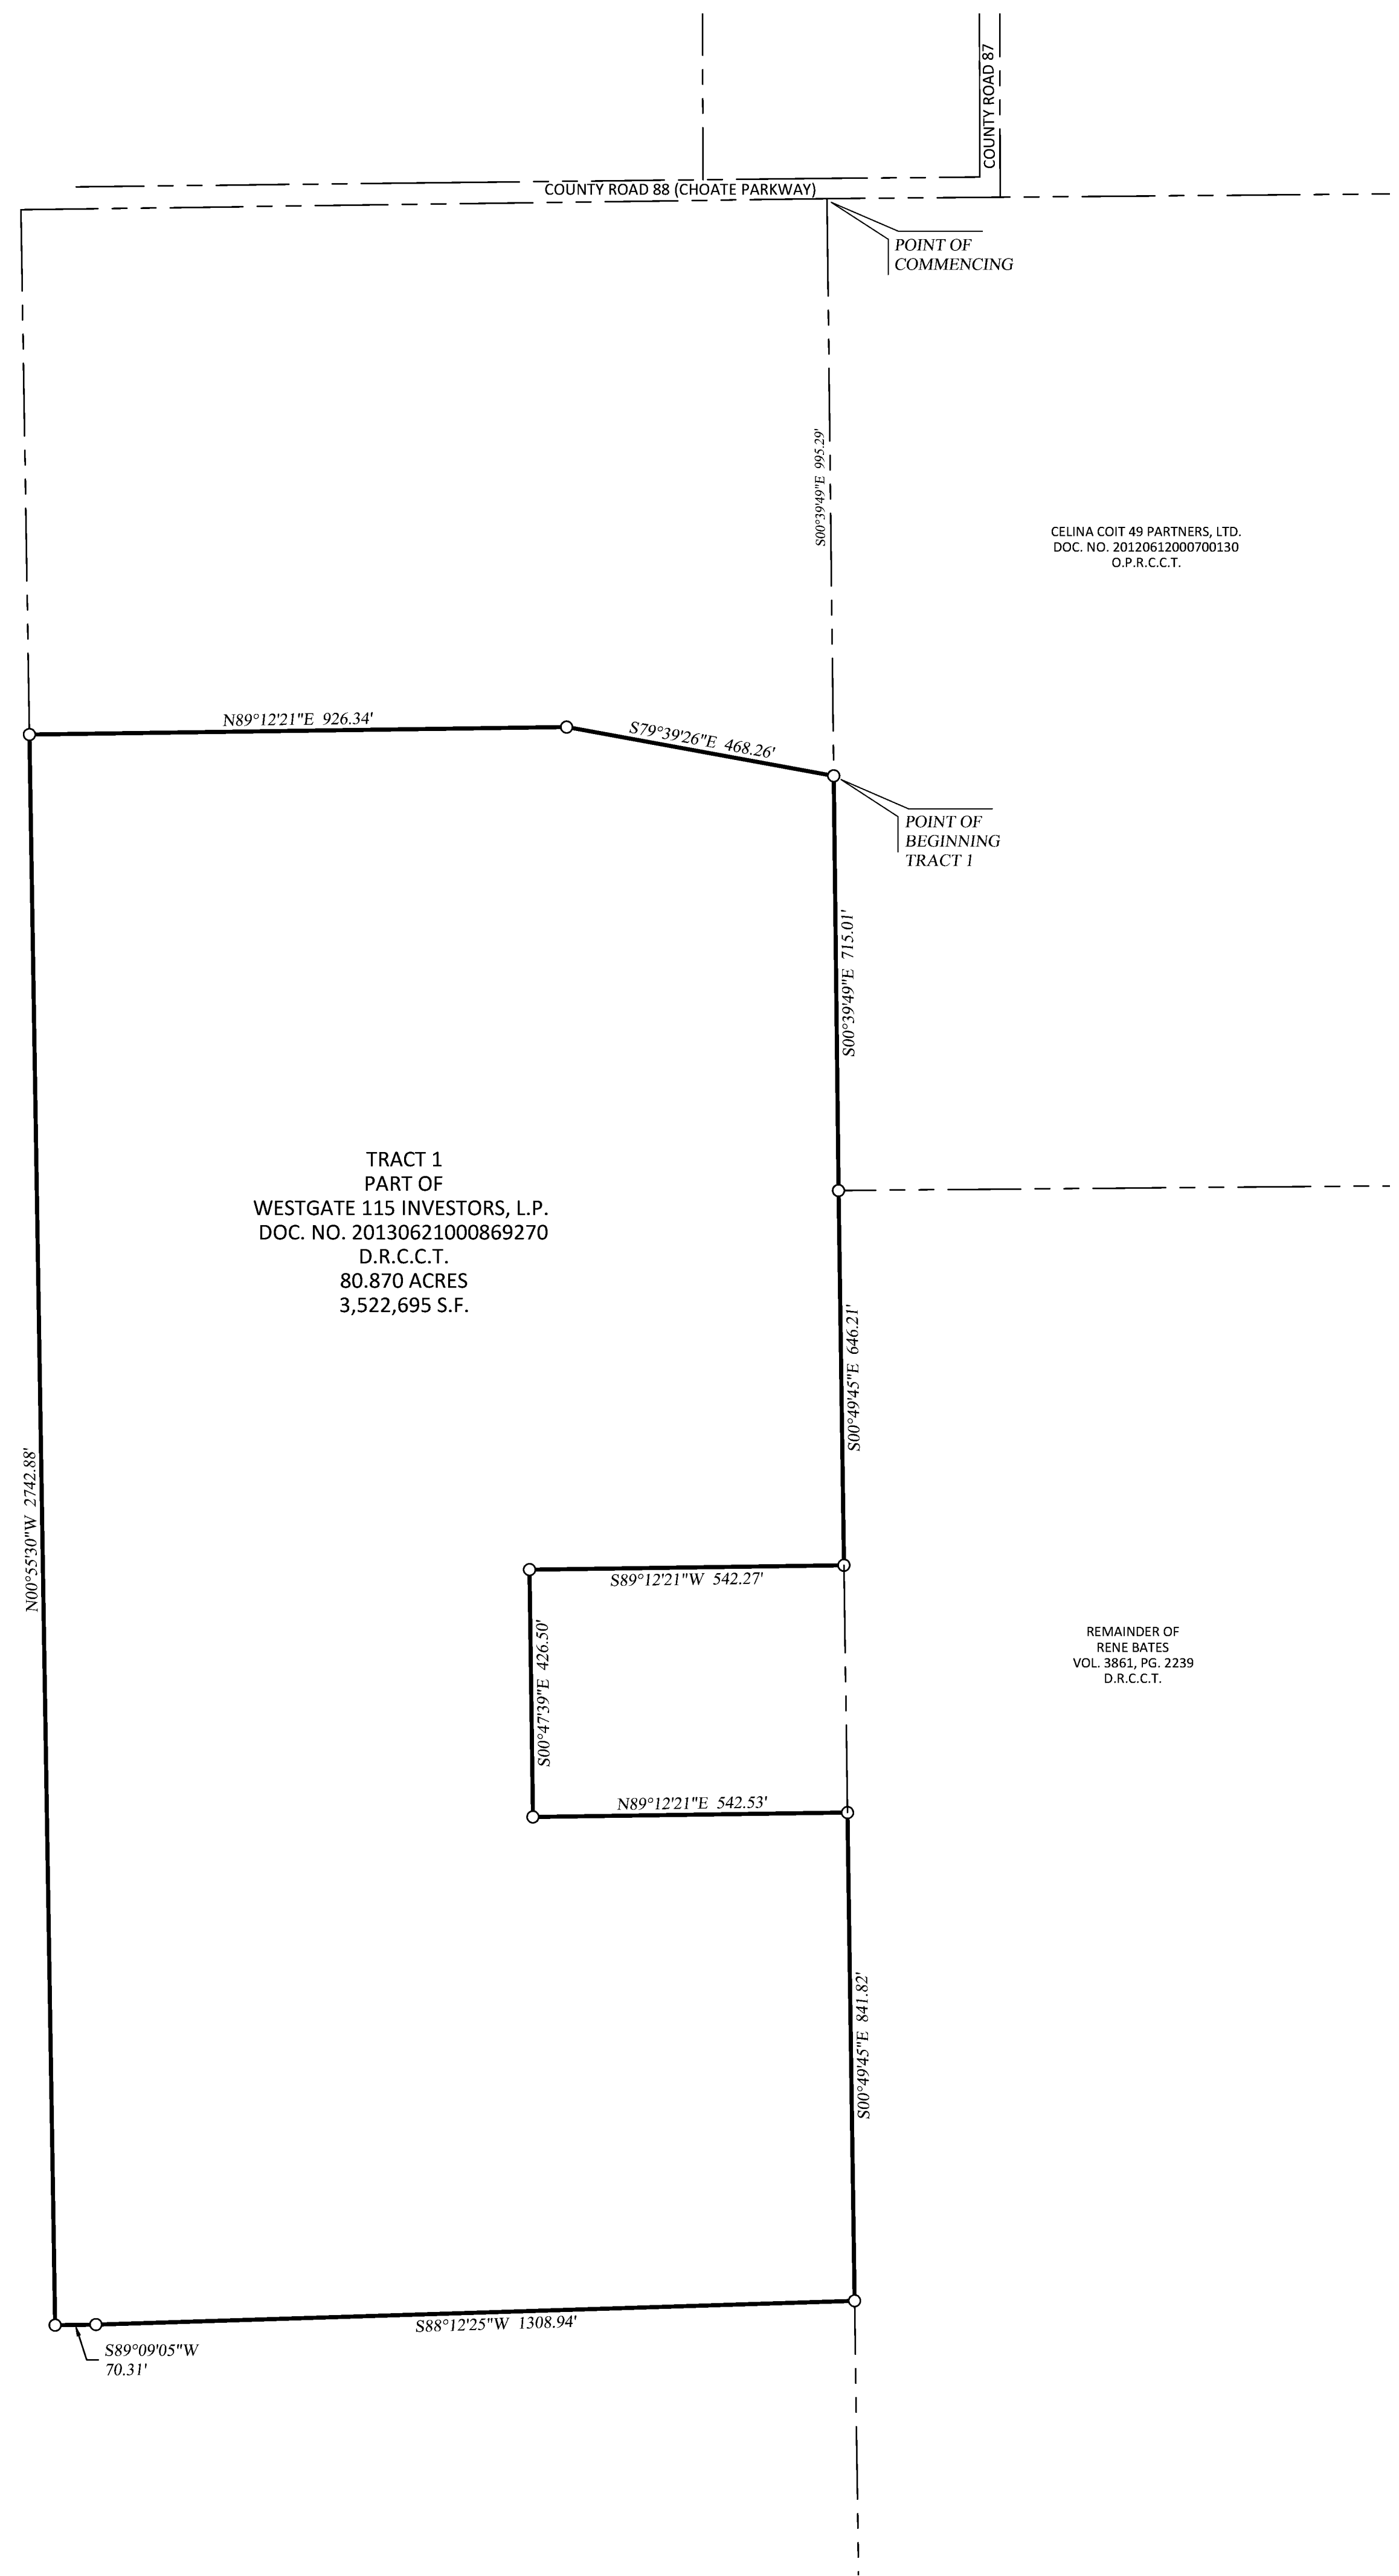 COUNTY ROAD 87
COUNTY ROAD 88 (CHOATE PARKWAY)
POINT OF
COMMENCING
S00°39'49"E 995.29'
CELINA COIT 49 PARTNERS, LTD.
DOC. NO. 20120612000700130
O.P.R.C.C.T.
N89°12'21"E 926.34'
S79°39'26"E 468.26'
POINT OF
BEGINNING
TRACT 1
S00°39'49"E 715.01'
TRACT 1
PART OF
WESTGATE 115 INVESTORS, L.P.
DOC. NO. 20130621000869270
D.R.C.C.T.
80.870 ACRES
3,522,695 S.F.
S00°49'45"E 646.21'
N00°55'30"W 2742.88'
S89°12'21"W 542.27'
S00°47'39"E 426.50'
REMAINDER OF
RENE BATES
VOL. 3861, PG. 2239
D.R.C.C.T.
N89°12'21"E 542.53'
S00°49'45"E 841.82'
S88°12'25"W 1308.94'
S89°09'05"W
70.31'